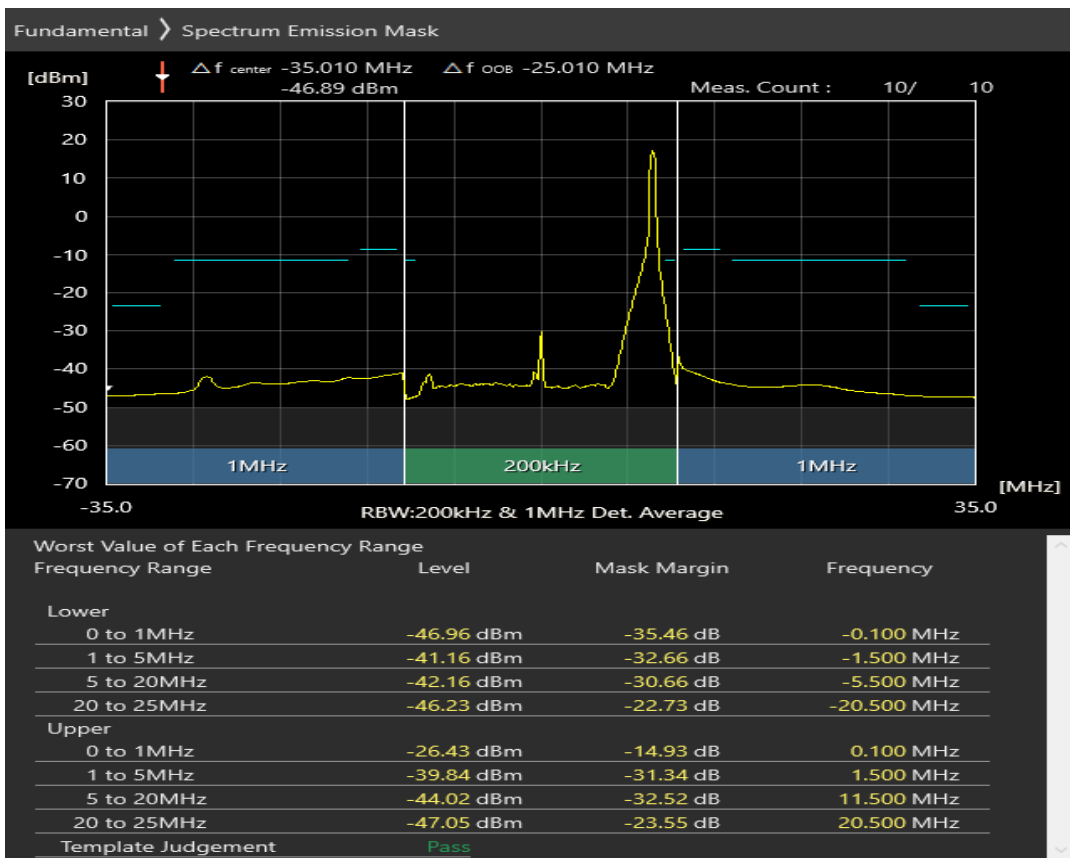 Fundamental 〉 Spectrum Emission Mask
[dBm] △f center -35.010 MHz △f OOB -25.010 MHz
-46.89 dBm Meas. Count : 10/ 10
30
20
10
0
-10
-20
-30
-40
-50
-60
-70
1MHz 200kHz 1MHz
[MHz]
-35.0 RBW:200kHz & 1MHz Det. Average 35.0
Worst Value of Each Frequency Range
Frequency Range Level Mask Margin Frequency
Lower
0 to 1MHz -46.96 dBm -35.46 dB -0.100 MHz
1 to 5MHz -41.16 dBm -32.66 dB -1.500 MHz
5 to 20MHz -42.16 dBm -30.66 dB -5.500 MHz
20 to 25MHz -46.23 dBm -22.73 dB -20.500 MHz
Upper
0 to 1MHz -26.43 dBm -14.93 dB 0.100 MHz
1 to 5MHz -39.84 dBm -31.34 dB 1.500 MHz
5 to 20MHz -44.02 dBm -32.52 dB 11.500 MHz
20 to 25MHz -47.05 dBm -23.55 dB 20.500 MHz
Template Judgement Pass